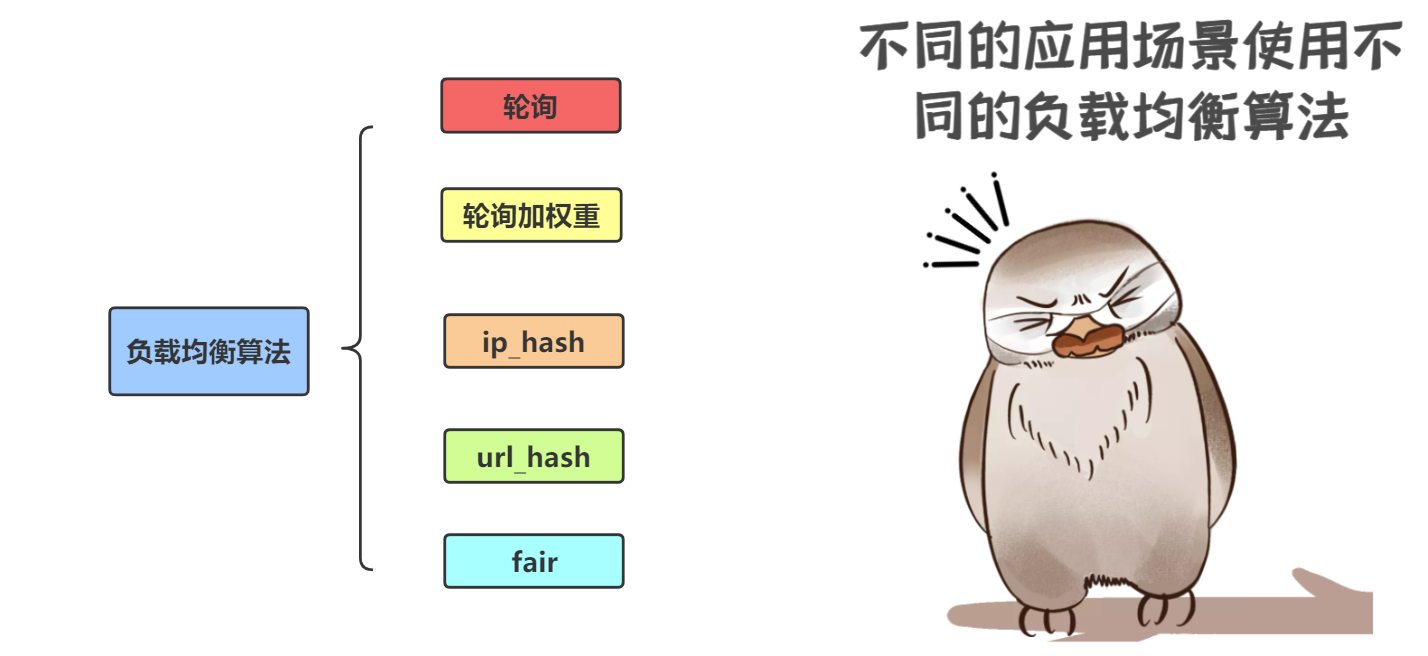 负载均衡算法
轮询
轮询加权重
ip_hash
url_hash
fair
不同的应用场景使用不
同的负载均衡算法